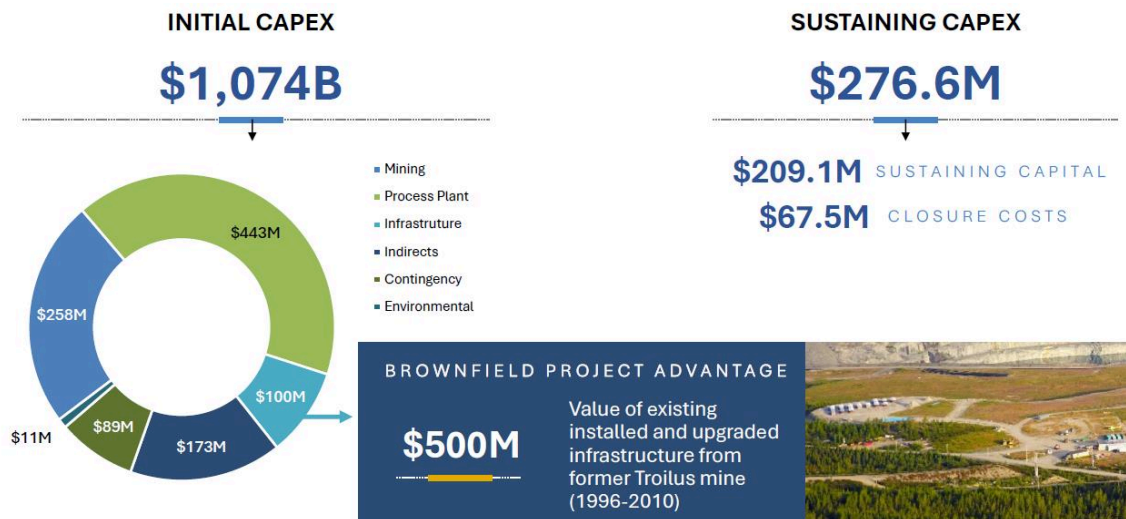 INITIAL CAPEX
$1,074B
Mining
Process Plant
Infrastruture
Indirects
Contingency
Environmental
$443M
$258M
$100M
$11M
$89M
$173M
SUSTAINING CAPEX
$276.6M
$209.1M SUSTAINING CAPITAL
$67.5M CLOSURE COSTS
BROWNFIELD PROJECT ADVANTAGE
$500M
Value of existing
installed and upgraded
infrastructure from
former Troilus mine
(1996-2010)